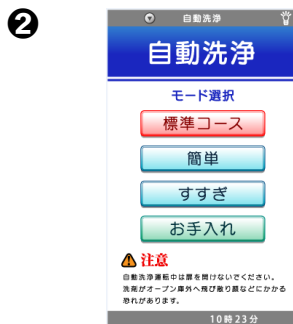 ❷
自動洗浄
自動洗浄
モード選択
標準コース
簡単
すすぎ
お手入れ
注意
自動洗浄運転中は扉を開けないでください。
洗剤がオーブン庫外へ飛び散り顔などにかかる
恐れがあります。
10時23分